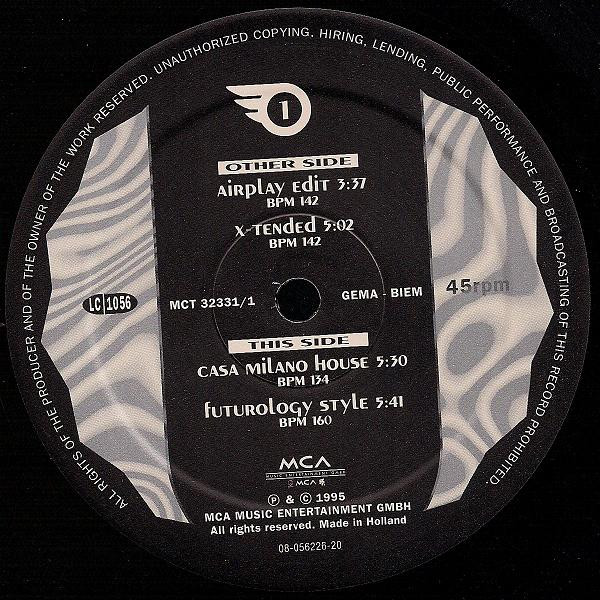 ALL RIGHTS OF THE PRODUCER AND OF THE OWNER OF THE WORK RESERVED. UNAUTHORIZED COPYING, HIRING, LENDING, PUBLIC PERFORMANCE AND BROADCASTING OF THIS RECORD PROHIBITED.
1
OTHER SIDE
AIRPLAY EDIT 3:37
BPM 142
X-TENDED 5:02
BPM 142
LC 1056
MCT 32331/1
GEMA - BIEM
45rpm
THIS SIDE
CASA MILANO HOUSE 5:30
BPM 134
FUTUROLOGY STYLE 5:41
BPM 160
MCA
MUSIC ENTERTAINMENT GMBH
MCA
Ⓟ & © 1995
MCA MUSIC ENTERTAINMENT GMBH
All rights reserved. Made in Holland
08-056226-20